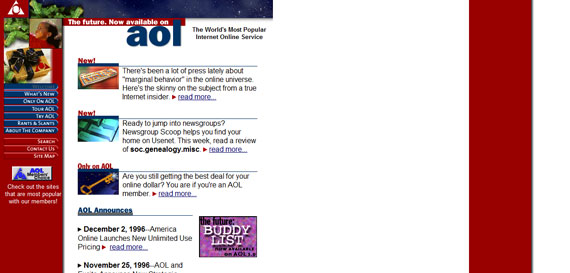 The future. Now available on
aol
The World's Most Popular
Internet Online Service
WELCOME
WHAT'S NEW
ONLY ON AOL
TOUR AOL
TRY AOL
RANTS & SLANTS
ABOUT THE COMPANY
SEARCH
CONTACT US
SITE MAP
AOL
Member's
Choice
Check out the sites
that are most popular
with our members!
New!
There's been a lot of press lately about
"marginal behavior" in the online universe.
Here's the skinny on the subject from a true
Internet insider. read more...
New!
Ready to jump into newsgroups?
Newsgroup Scoop helps you find your
home on Usenet. This week, read a review
of soc.genealogy.misc. read more...
Only on AOL
Are you still getting the best deal for your
online dollar? You are if you're an AOL
member. read more...
AOL Announces
December 2, 1996--America
Online Launches New Unlimited Use
Pricing read more...
November 25, 1996--AOL and
the future:
BUDDY
LIST
NOW AVAILABLE
on AOL 3.0